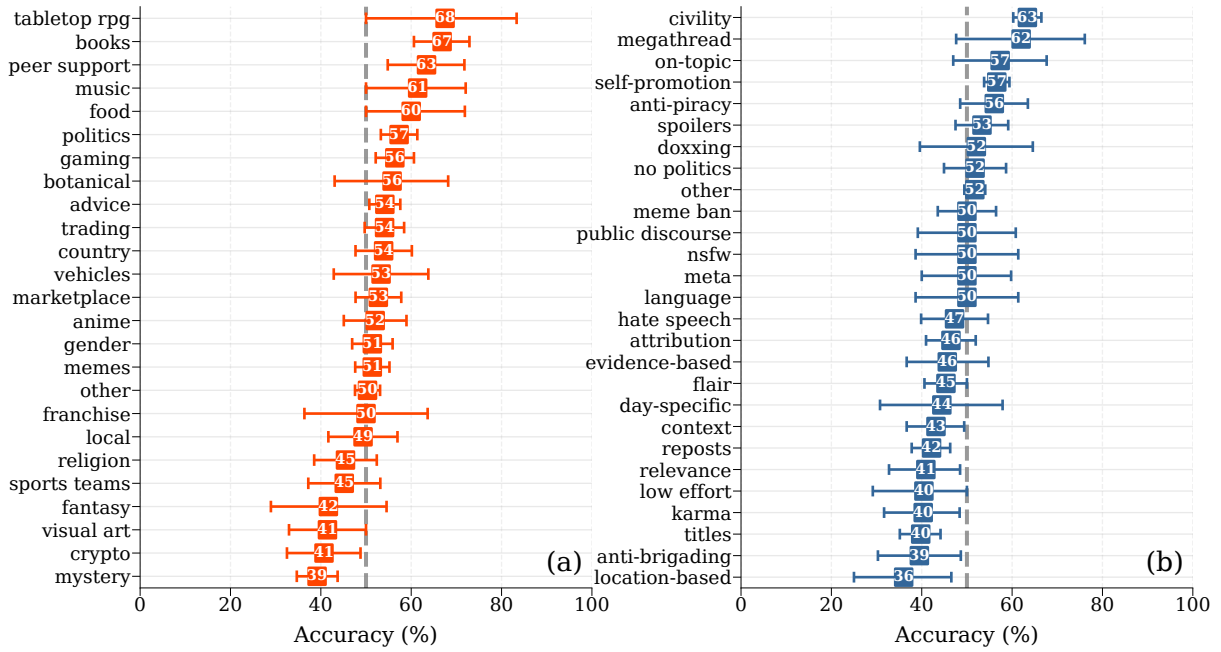 tabletop rpg 68
books 67
peer support 63
music 61
food 60
politics 57
gaming 56
botanical 56
advice 54
trading 54
country 54
vehicles 53
marketplace 53
anime 52
gender 51
memes 51
other 50
franchise 50
local 49
religion 45
sports teams 45
fantasy 42
visual art 41
crypto 41
mystery 39
(a)
0 20 40 60 80 100
Accuracy (%)
civility 63
megathread 62
on-topic 57
self-promotion 57
anti-piracy 56
spoilers 53
doxxing 52
no politics 52
other 52
meme ban 50
public discourse 50
nsfw 50
meta 50
language 50
hate speech 47
attribution 46
evidence-based 46
flair 45
day-specific 44
context 43
reposts 42
relevance 41
low effort 40
karma 40
titles 40
anti-brigading 39
location-based 36
(b)
0 20 40 60 80 100
Accuracy (%)